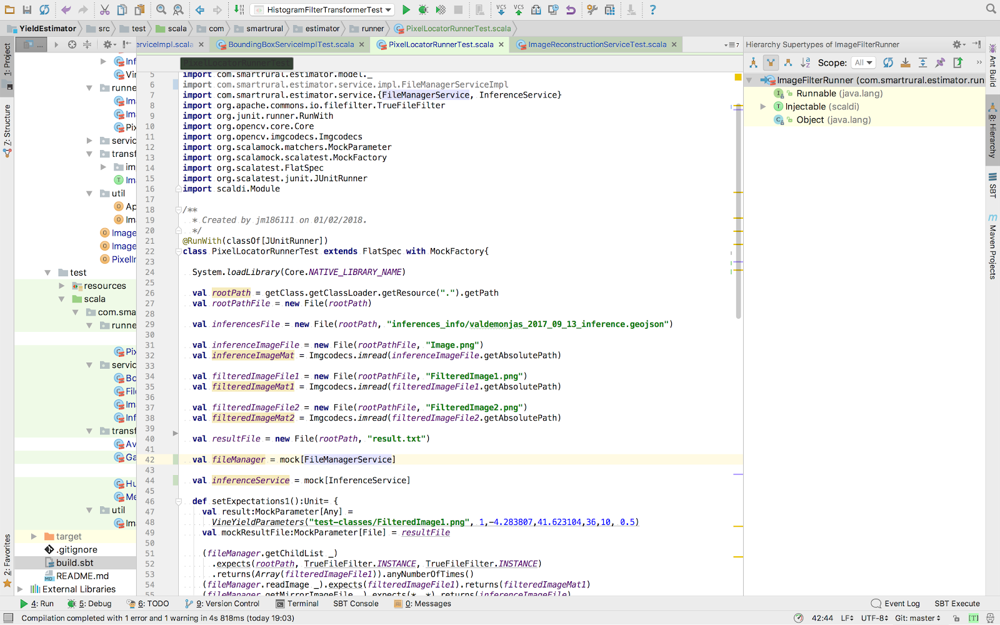 HistogramFilterTransformerTest
VCS VCS
YieldEstimator src test scala com smartrural estimator runner PixelLocatorRunnerTest.scala
... erviceImpl.scala BoundingBoxServiceImplTest.scala PixelLocatorRunnerTest.scala ImageReconstructionServiceTest.scala 7 Hierarchy Supertypes of ImageFilterRunner
1: Project
7: Structure
2: Favorites
Inf
Vin
runne
Im
Im
Pix
servic
transf
im
Im
util
Ap
Ima
Image
Image
PixelIn
test
resources
scala
com.sma
runne
Pix
servic
Bo
File
Ima
Inf
transf
Av
Ga
Hu
Me
util
Ima
target
.gitignore
build.sbt
README.md
External Libraries
PixelLocatorRunnerTest
5 import com.smartrural.estimator.model._
6 import com.smartrural.estimator.service.impl.FileManagerServiceImpl
7 import com.smartrural.estimator.service.{FileManagerService, InferenceService}
8 import org.apache.commons.io.filefilter.TrueFileFilter
9 import org.junit.runner.RunWith
10 import org.opencv.core.Core
11 import org.opencv.imgcodecs.Imgcodecs
12 import org.scalamock.matchers.MockParameter
13 import org.scalamock.scalatest.MockFactory
14 import org.scalatest.FlatSpec
15 import org.scalatest.junit.JUnitRunner
16 import scaldi.Module
17
18 /**
19 * Created by jm186111 on 01/02/2018.
20 */
21 @RunWith(classOf[JUnitRunner])
22 class PixelLocatorRunnerTest extends FlatSpec with MockFactory{
23
24 System.loadLibrary(Core.NATIVE_LIBRARY_NAME)
25
26 val rootPath = getClass.getClassLoader.getResource(".").getPath
27 val rootPathFile = new File(rootPath)
28
29 val inferencesFile = new File(rootPath, "inferences_info/valdemonjas_2017_09_13_inference.geojson")
30
31 val inferenceImageFile = new File(rootPathFile, "Image.png")
32 val inferenceImageMat = Imgcodecs.imread(inferenceImageFile.getAbsolutePath)
33
34 val filteredImageFile1 = new File(rootPathFile, "FilteredImage1.png")
35 val filteredImageMat1 = Imgcodecs.imread(filteredImageFile1.getAbsolutePath)
36
37 val filteredImageFile2 = new File(rootPathFile, "FilteredImage2.png")
38 val filteredImageMat2 = Imgcodecs.imread(filteredImageFile2.getAbsolutePath)
39
40 val resultFile = new File(rootPath, "result.txt")
41
42 val fileManager = mock[FileManagerService]
43
44 val inferenceService = mock[InferenceService]
45
46 def setExpectations1():Unit= {
47 val result:MockParameter[Any] =
48 VineYieldParameters("test-classes/FilteredImage1.png", 1,-4.283807,41.623104,36,10, 0.5)
49 val mockResultFile:MockParameter[File] = resultFile
50
51 (fileManager.getChildList _)
52 .expects(rootPath, TrueFileFilter.INSTANCE, TrueFileFilter.INSTANCE)
53 .returns(Array(filteredImageFile1)).anyNumberOfTimes()
54 (fileManager.readImage _).expects(filteredImageFile1).returns(filteredImageMat1)
55 (fileManager.getMirrorImageFile _).expects(*, *).returns(inferenceImageFile)
Scope: All
ImageFilterRunner (com.smartrural.estimator.run
Runnable (java.lang)
Injectable (scaldi)
Object (java.lang)
Ant Build
8: Hierarchy
SBT
Maven Projects
4: Run 5: Debug 6: TODO 9: Version Control Terminal SBT Console 0: Messages Event Log SBT Execute
Compilation completed with 1 error and 1 warning in 4s 818ms (today 19:03) 42:44 LF UTF-8 Git: master [T]